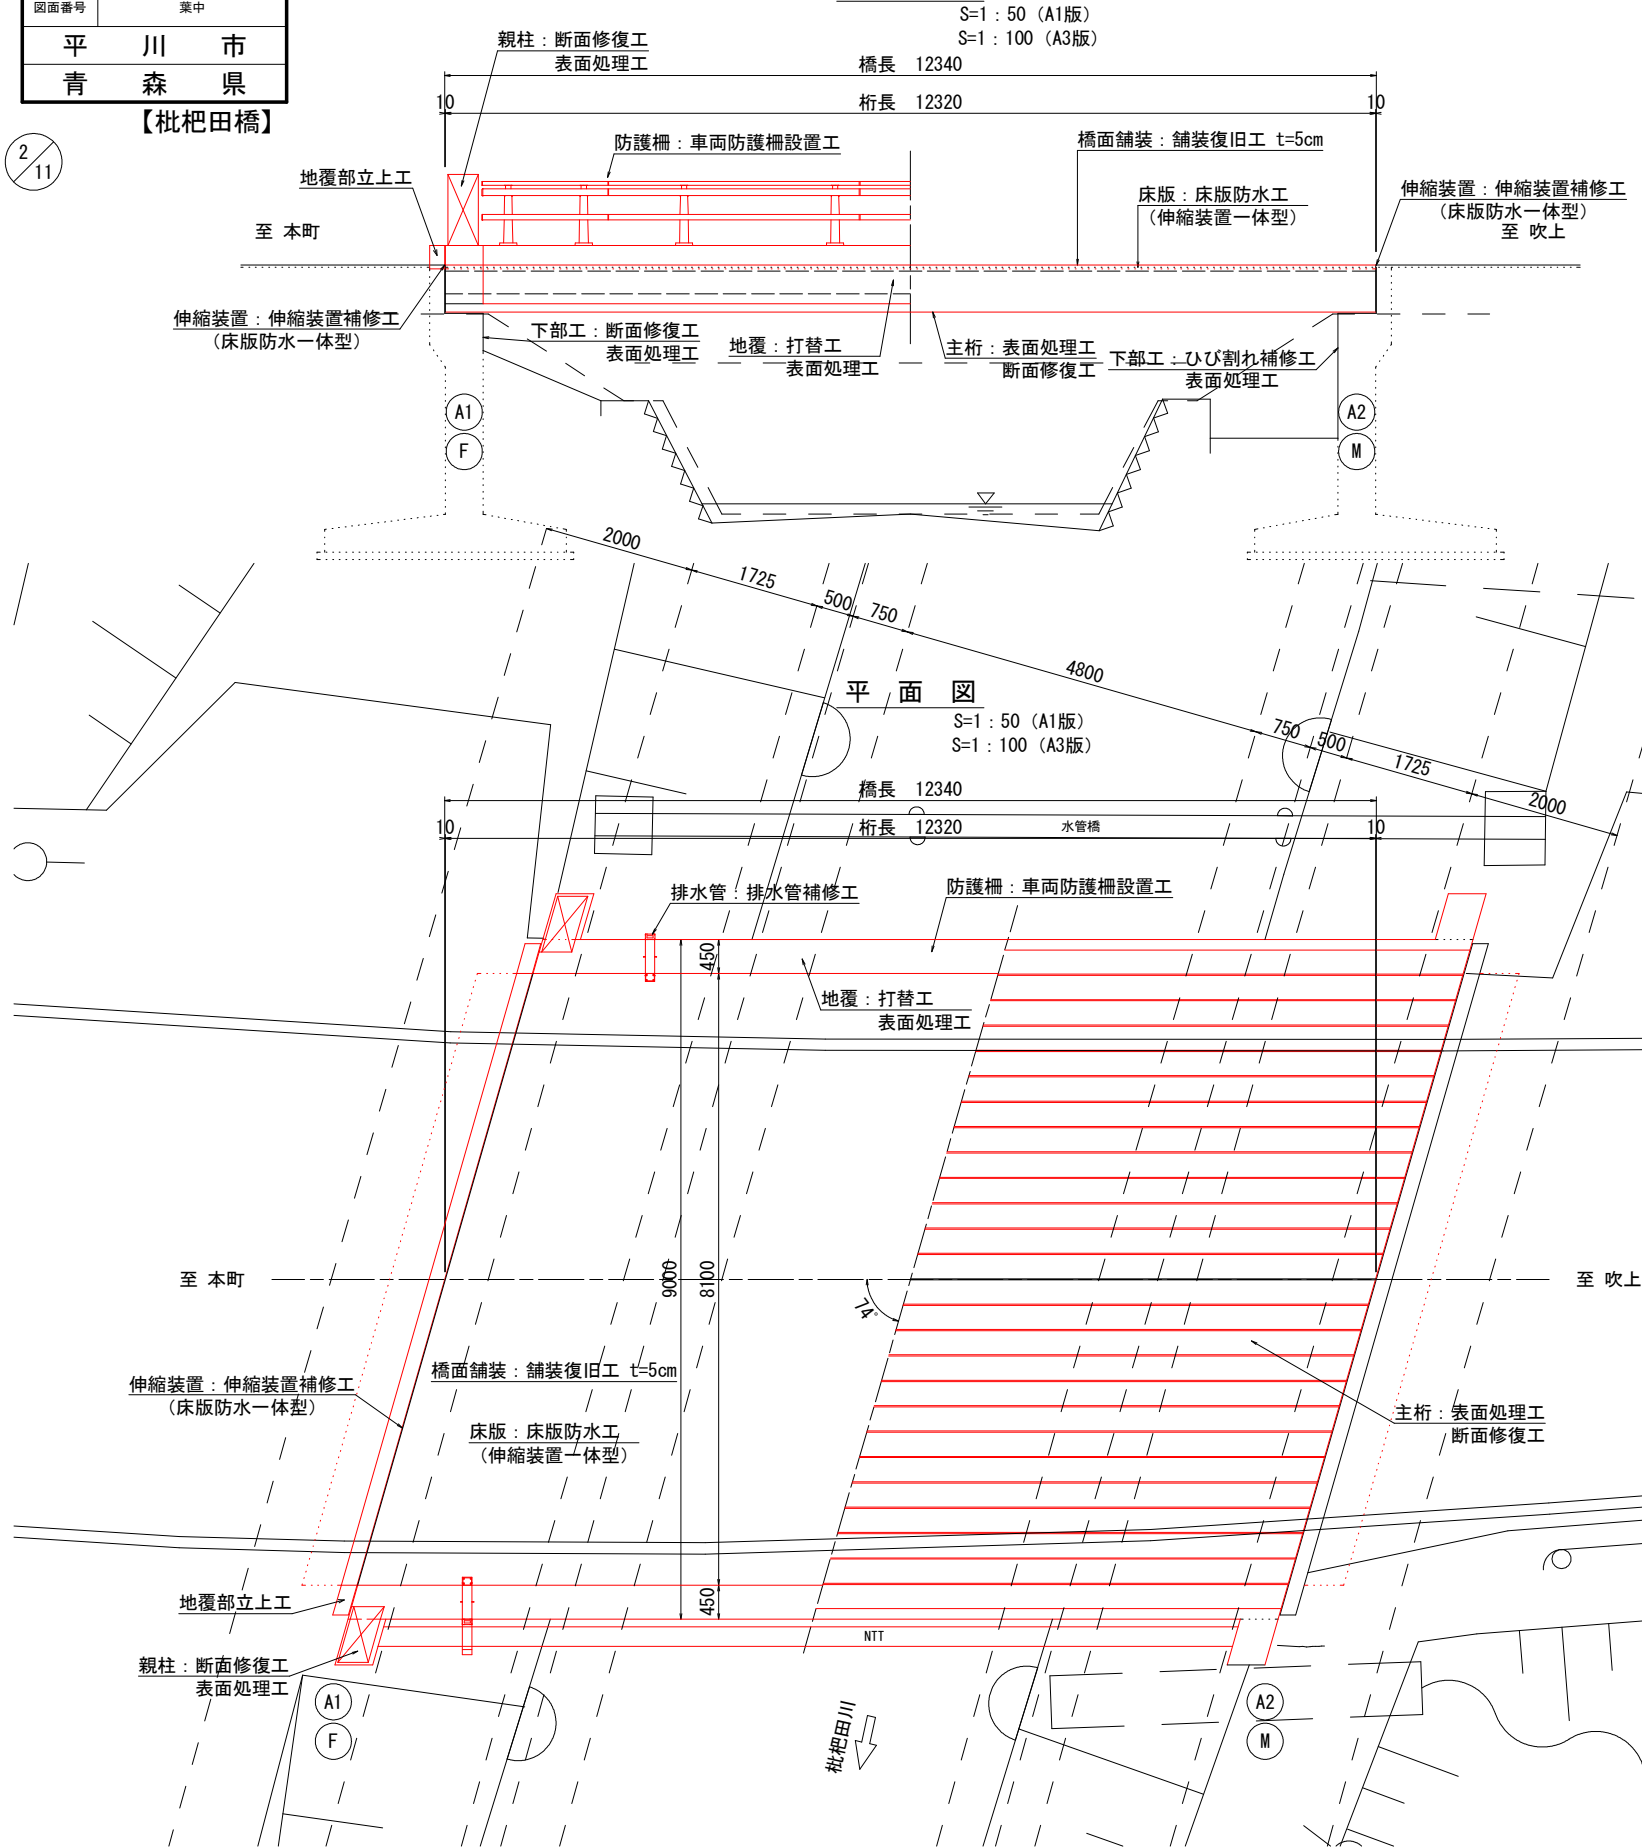 図面番号 葉中
平川市
青森県
【枇杷田橋】
2/11
S=1：50（A1版）
S=1：100（A3版）
親柱：断面修復工
表面処理工
橋長 12340
10 桁長 12320 10
防護柵：車両防護柵設置工
橋面舗装：舗装復旧工 t=5cm
地覆部立上工
床版：床版防水工
（伸縮装置一体型）
伸縮装置：伸縮装置補修工
（床版防水一体型）
至 本町
至 吹上
伸縮装置：伸縮装置補修工
（床版防水一体型）
下部工：断面修復工
表面処理工
地覆：打替工
表面処理工
主桁：表面処理工
断面修復工
下部工：ひび割れ補修工
表面処理工
A1
F
A2
M
2000
1725
500
750
4800
750
500
1725
2000
平面図
S=1：50（A1版）
S=1：100（A3版）
橋長 12340
10 桁長 12320 10
水管橋
排水管：排水管補修工
防護柵：車両防護柵設置工
450
地覆：打替工
表面処理工
至 本町
9000
8100
74°
至 吹上
橋面舗装：舗装復旧工 t=5cm
伸縮装置：伸縮装置補修工
（床版防水一体型）
床版：床版防水工
（伸縮装置一体型）
主桁：表面処理工
断面修復工
地覆部立上工
450
NTT
親柱：断面修復工
表面処理工
A1
F
枇杷田川
A2
M